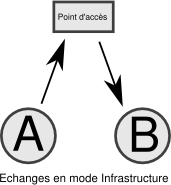 Point d'accès
A
B
Echanges en mode Infrastructure